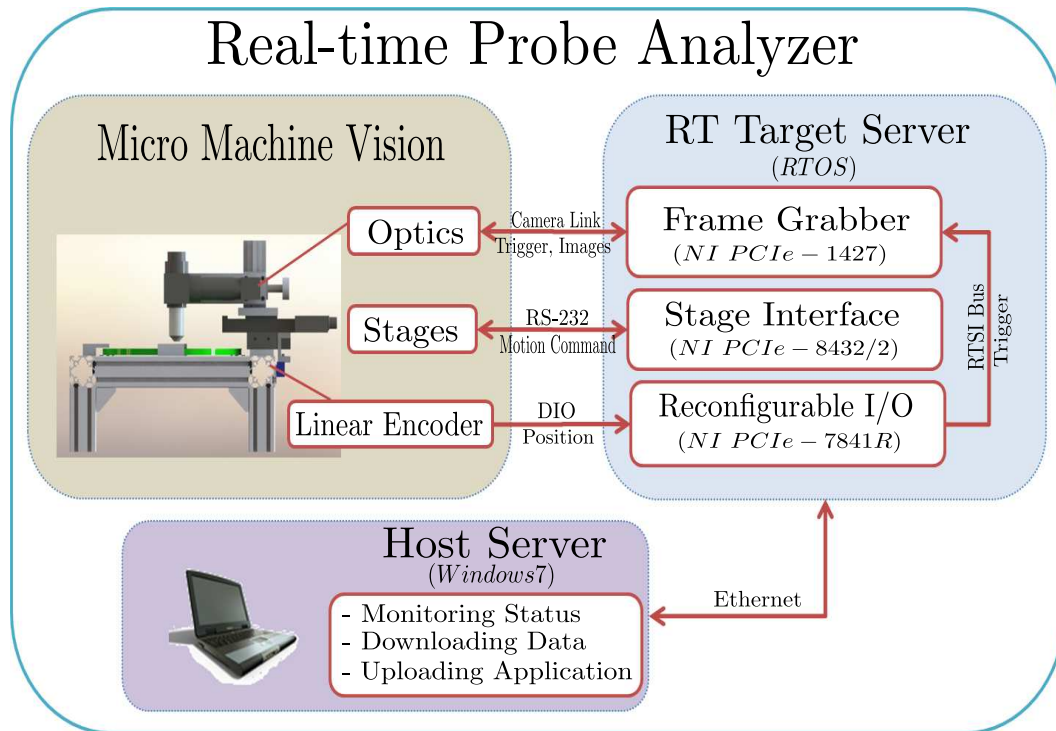 Real-time Probe Analyzer
Micro Machine Vision
RT Target Server
(RTOS)
Optics
Camera Link
Trigger, Images
Frame Grabber
(NI PCIe - 1427)
Stages
RS-232
Motion Command
Stage Interface
(NI PCIe - 8432/2)
RTSI Bus
Trigger
Linear Encoder
DIO
Position
Reconfigurable I/O
(NI PCIe - 7841R)
Host Server
(Windows7)
- Monitoring Status
- Downloading Data
- Uploading Application
Ethernet